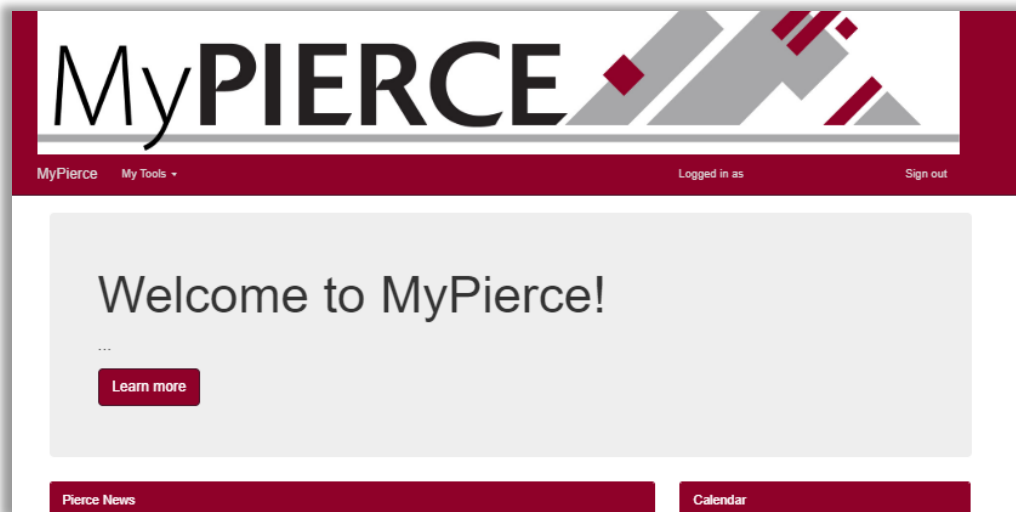 MyPIERCE
MyPierce My Tools Logged in as Sign out
Welcome to MyPierce!
...
Learn more
Pierce News Calendar